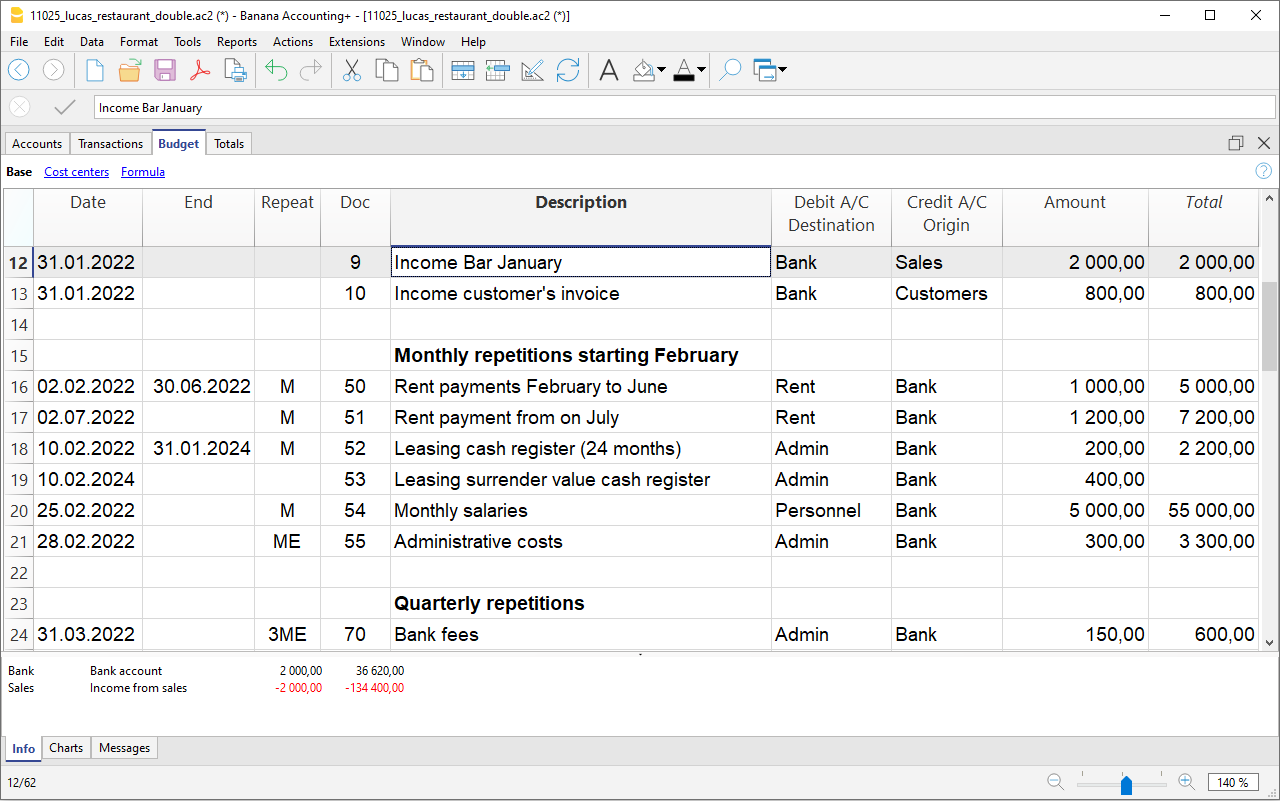 11025_lucas_restaurant_double.ac2 (*) - Banana Accounting+ - [11025_lucas_restaurant_double.ac2 (*)]
File Edit Data Format Tools Reports Actions Extensions Window Help
Income Bar January
Accounts Transactions Budget Totals
Base Cost centers Formula
Date End Repeat Doc Description Debit A/C Destination Credit A/C Origin Amount Total
12 31.01.2022 9 Income Bar January Bank Sales 2 000,00 2 000,00
13 31.01.2022 10 Income customer's invoice Bank Customers 800,00 800,00
14
15 Monthly repetitions starting February
16 02.02.2022 30.06.2022 M 50 Rent payments February to June Rent Bank 1 000,00 5 000,00
17 02.07.2022 M 51 Rent payment from on July Rent Bank 1 200,00 7 200,00
18 10.02.2022 31.01.2024 M 52 Leasing cash register (24 months) Admin Bank 200,00 2 200,00
19 10.02.2024 53 Leasing surrender value cash register Admin Bank 400,00
20 25.02.2022 M 54 Monthly salaries Personnel Bank 5 000,00 55 000,00
21 28.02.2022 ME 55 Administrative costs Admin Bank 300,00 3 300,00
22
23 Quarterly repetitions
24 31.03.2022 3ME 70 Bank fees Admin Bank 150,00 600,00
Bank Bank account 2 000,00 36 620,00
Sales Income from sales -2 000,00 -134 400,00
Info Charts Messages
12/62 140 %